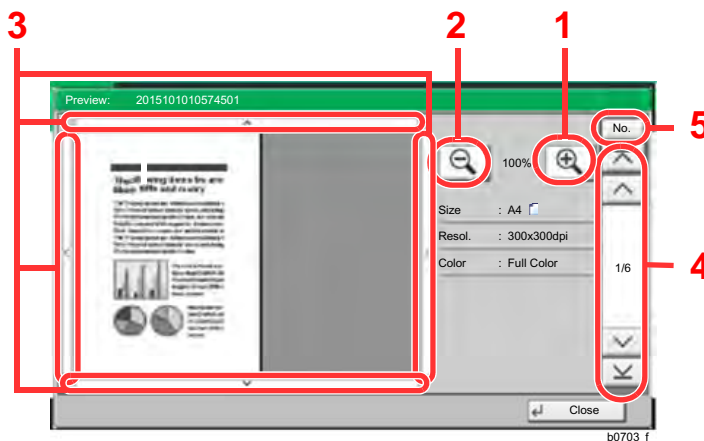 3 2 1
Preview: 2015101010574501
No. 5
100%
Size : A4
Resol. : 300x300dpi
Color : Full Color
1/6 4
Close
b0703_f